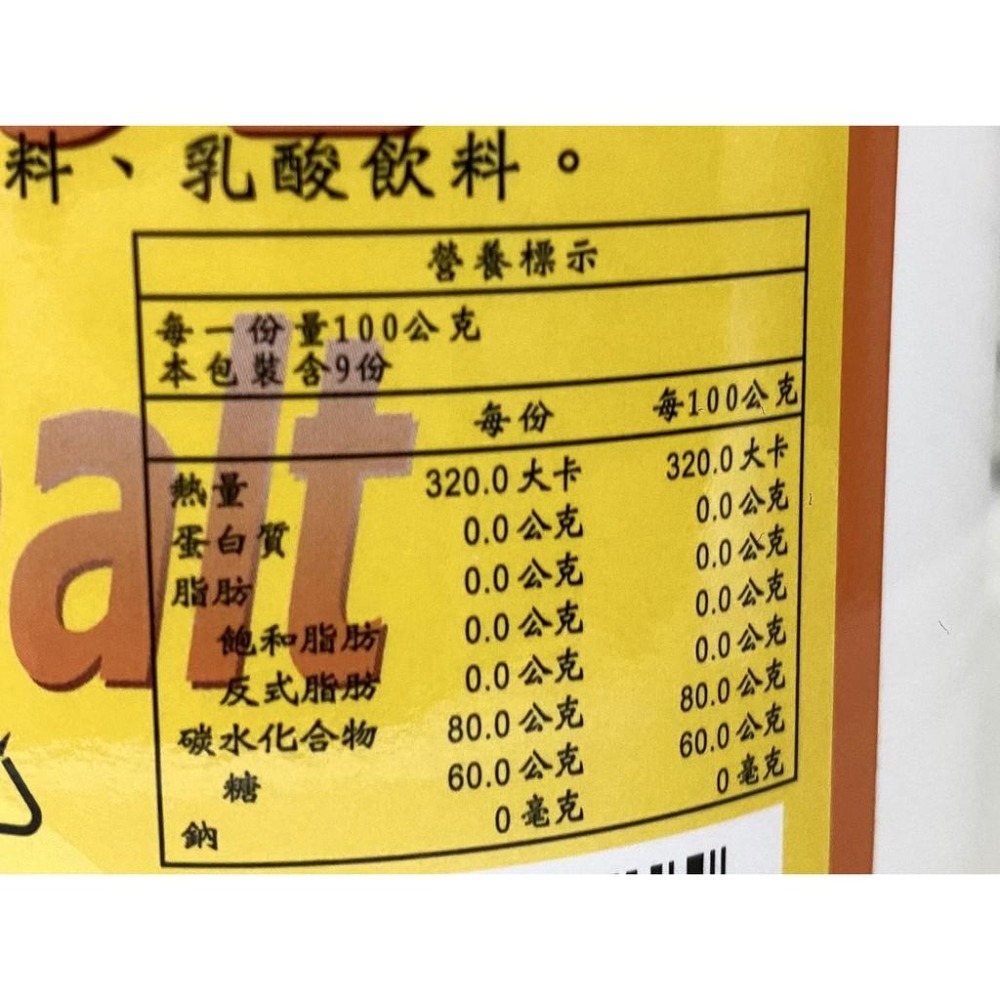 料、乳酸飲料。
營養標示
每一份量100公克
本包裝含9份
每份 每100公克
熱量 320.0大卡 320.0大卡
蛋白質 0.0公克 0.0公克
脂肪 0.0公克 0.0公克
飽和脂肪 0.0公克 0.0公克
反式脂肪 0.0公克 0.0公克
碳水化合物 80.0公克 80.0公克
糖 60.0公克 60.0公克
鈉 0毫克 0毫克
alt